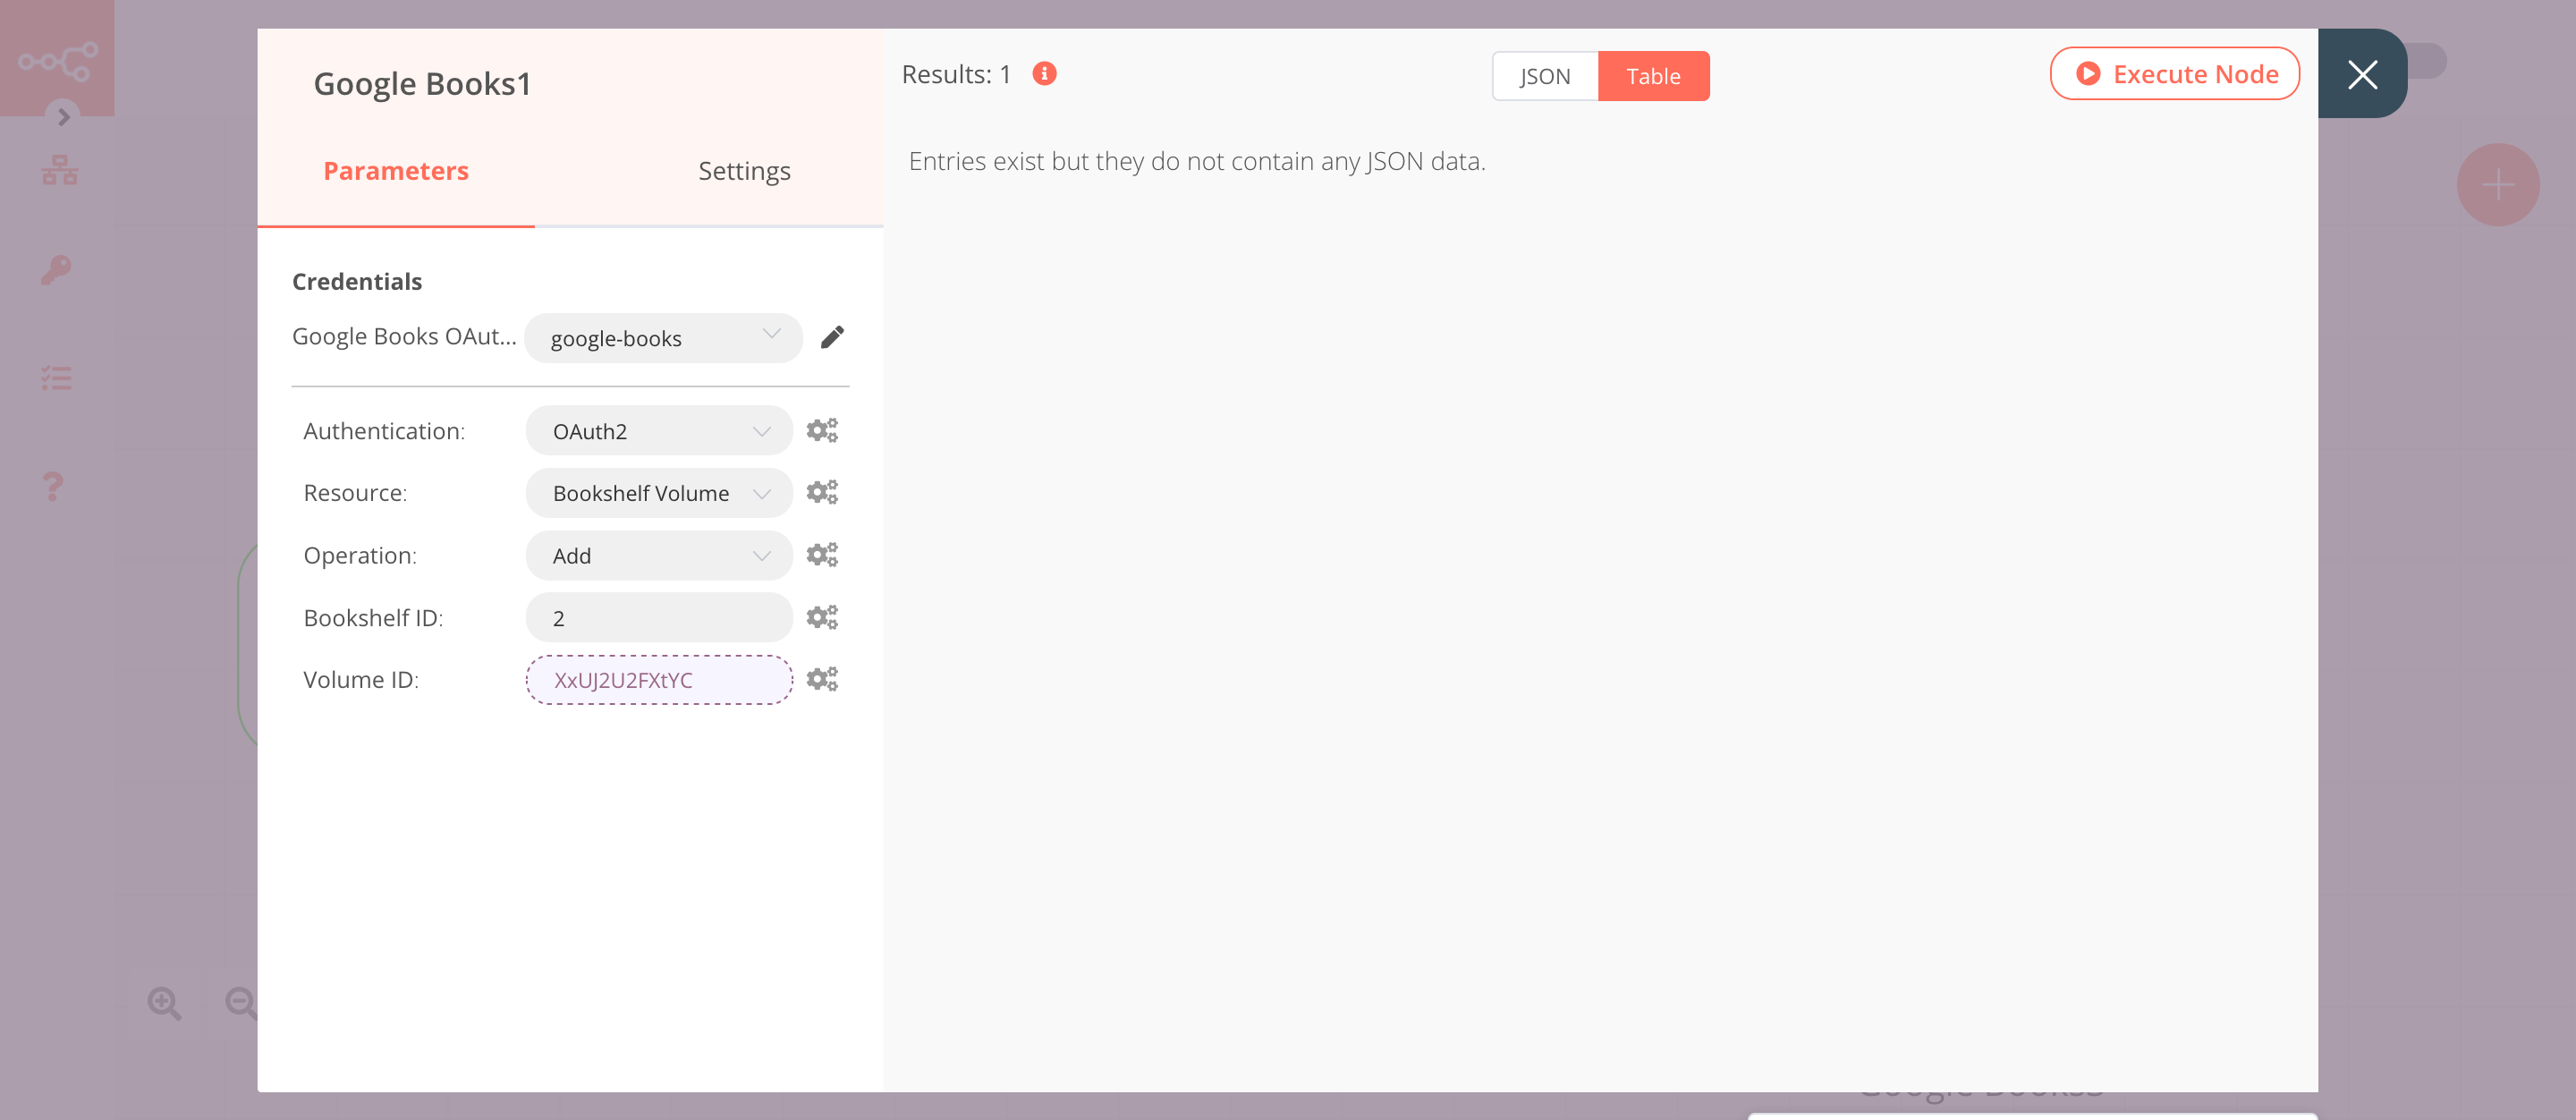 Google Books1
Results: 1
JSON
Table
Execute Node
Parameters
Settings
Entries exist but they do not contain any JSON data.
Credentials
Google Books OAut...
google-books
Authentication:
OAuth2
Resource:
Bookshelf Volume
Operation:
Add
Bookshelf ID:
2
Volume ID:
XxUJ2U2FXtYC